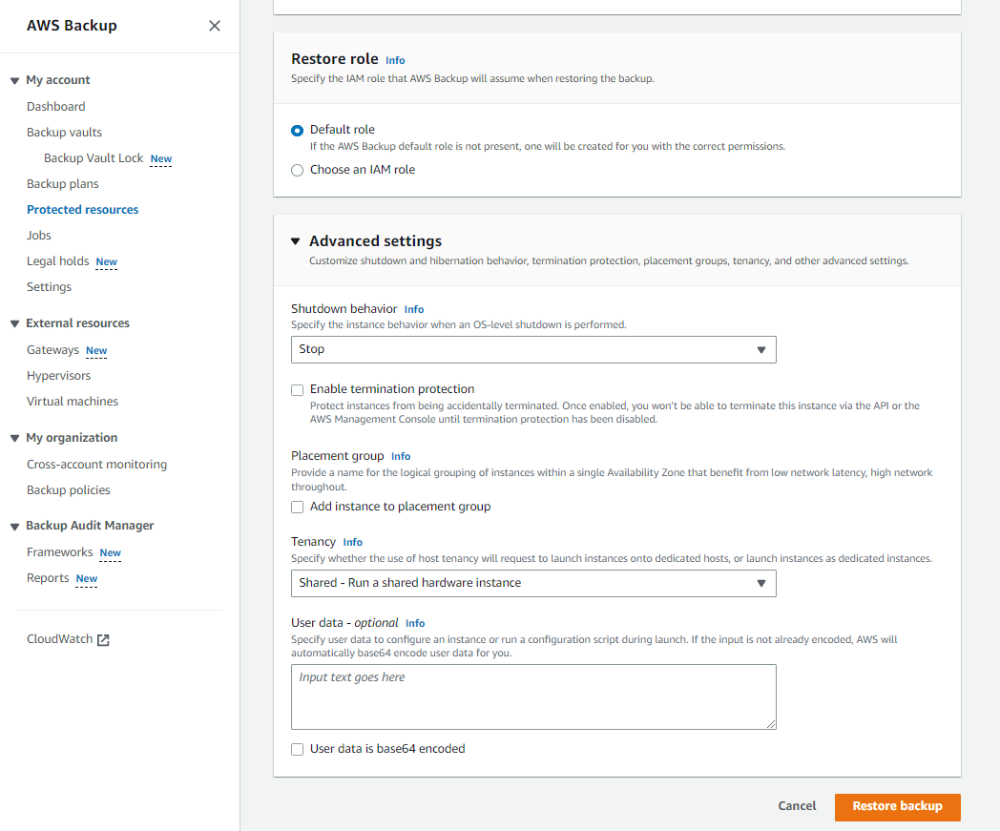 AWS Backup
My account
Dashboard
Backup vaults
Backup Vault Lock New
Backup plans
Protected resources
Jobs
Legal holds New
Settings
External resources
Gateways New
Hypervisors
Virtual machines
My organization
Cross-account monitoring
Backup policies
Backup Audit Manager
Frameworks New
Reports New
CloudWatch
Restore role Info
Specify the IAM role that AWS Backup will assume when restoring the backup.
Default role
If the AWS Backup default role is not present, one will be created for you with the correct permissions.
Choose an IAM role
Advanced settings
Customize shutdown and hibernation behavior, termination protection, placement groups, tenancy, and other advanced settings.
Shutdown behavior Info
Specify the instance behavior when an OS-level shutdown is performed.
Stop
Enable termination protection
Protect instances from being accidentally terminated. Once enabled, you won't be able to terminate this instance via the API or the
AWS Management Console until termination protection has been disabled.
Placement group Info
Provide a name for the logical grouping of instances within a single Availability Zone that benefit from low network latency, high network
throughout.
Add instance to placement group
Tenancy Info
Specify whether the use of host tenancy will request to launch instances onto dedicated hosts, or launch instances as dedicated instances.
Shared - Run a shared hardware instance
User data - optional Info
Specify user data to configure an instance or run a configuration script during launch. If the input is not already encoded, AWS will
automatically base64 encode user data for you.
Input text goes here
User data is base64 encoded
Cancel
Restore backup